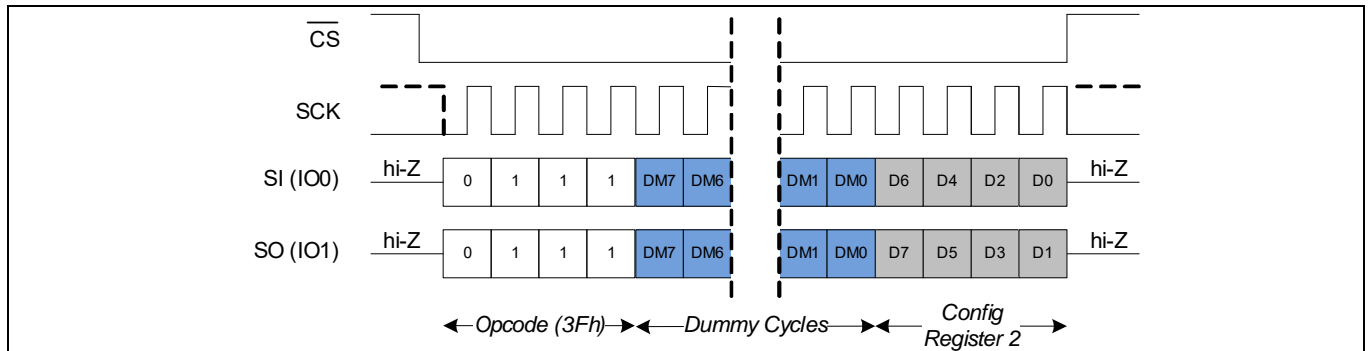 CS
SCK
hi-Z 0 1 1 1 DM7 DM6 DM1 DM0 D6 D4 D2 D0 hi-Z
SI (IO0)
hi-Z 0 1 1 1 DM7 DM6 DM1 DM0 D7 D5 D3 D1 hi-Z
SO (IO1)
Opcode (3Fh) Dummy Cycles Config
Register 2